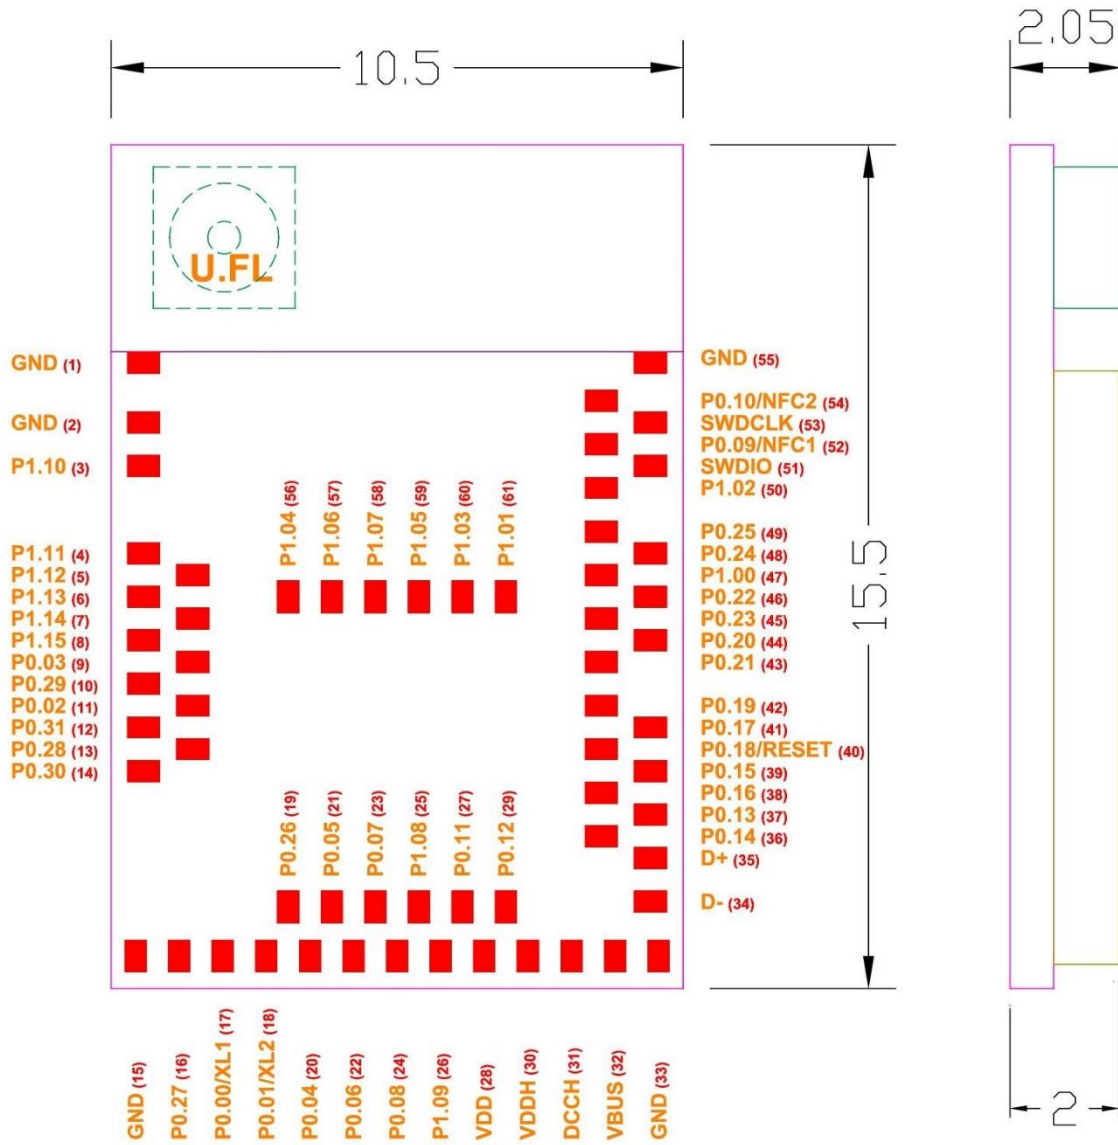 10.5
2.05
U.FL
15.5
GND (1)
GND (2)
P1.10 (3)
P1.11 (4)
P1.12 (5)
P1.13 (6)
P1.14 (7)
P1.15 (8)
P0.03 (9)
P0.29 (10)
P0.02 (11)
P0.31 (12)
P0.28 (13)
P0.30 (14)
P1.04 (56)
P1.06 (57)
P1.07 (58)
P1.05 (59)
P1.03 (60)
P1.01 (61)
P0.26 (19)
P0.05 (21)
P0.07 (23)
P1.08 (25)
P0.11 (27)
P0.12 (29)
GND (55)
P0.10/NFC2 (54)
SWDCLK (53)
P0.09/NFC1 (52)
SWDIO (51)
P1.02 (50)
P0.25 (49)
P0.24 (48)
P1.00 (47)
P0.22 (46)
P0.23 (45)
P0.20 (44)
P0.21 (43)
P0.19 (42)
P0.17 (41)
P0.18/RESET (40)
P0.15 (39)
P0.16 (38)
P0.13 (37)
P0.14 (36)
D+ (35)
D- (34)
GND (15)
P0.27 (16)
P0.00/XL1 (17)
P0.01/XL2 (18)
P0.04 (20)
P0.06 (22)
P0.08 (24)
P1.09 (26)
VDD (28)
VDDH (30)
DCCH (31)
VBUS (32)
GND (33)
2